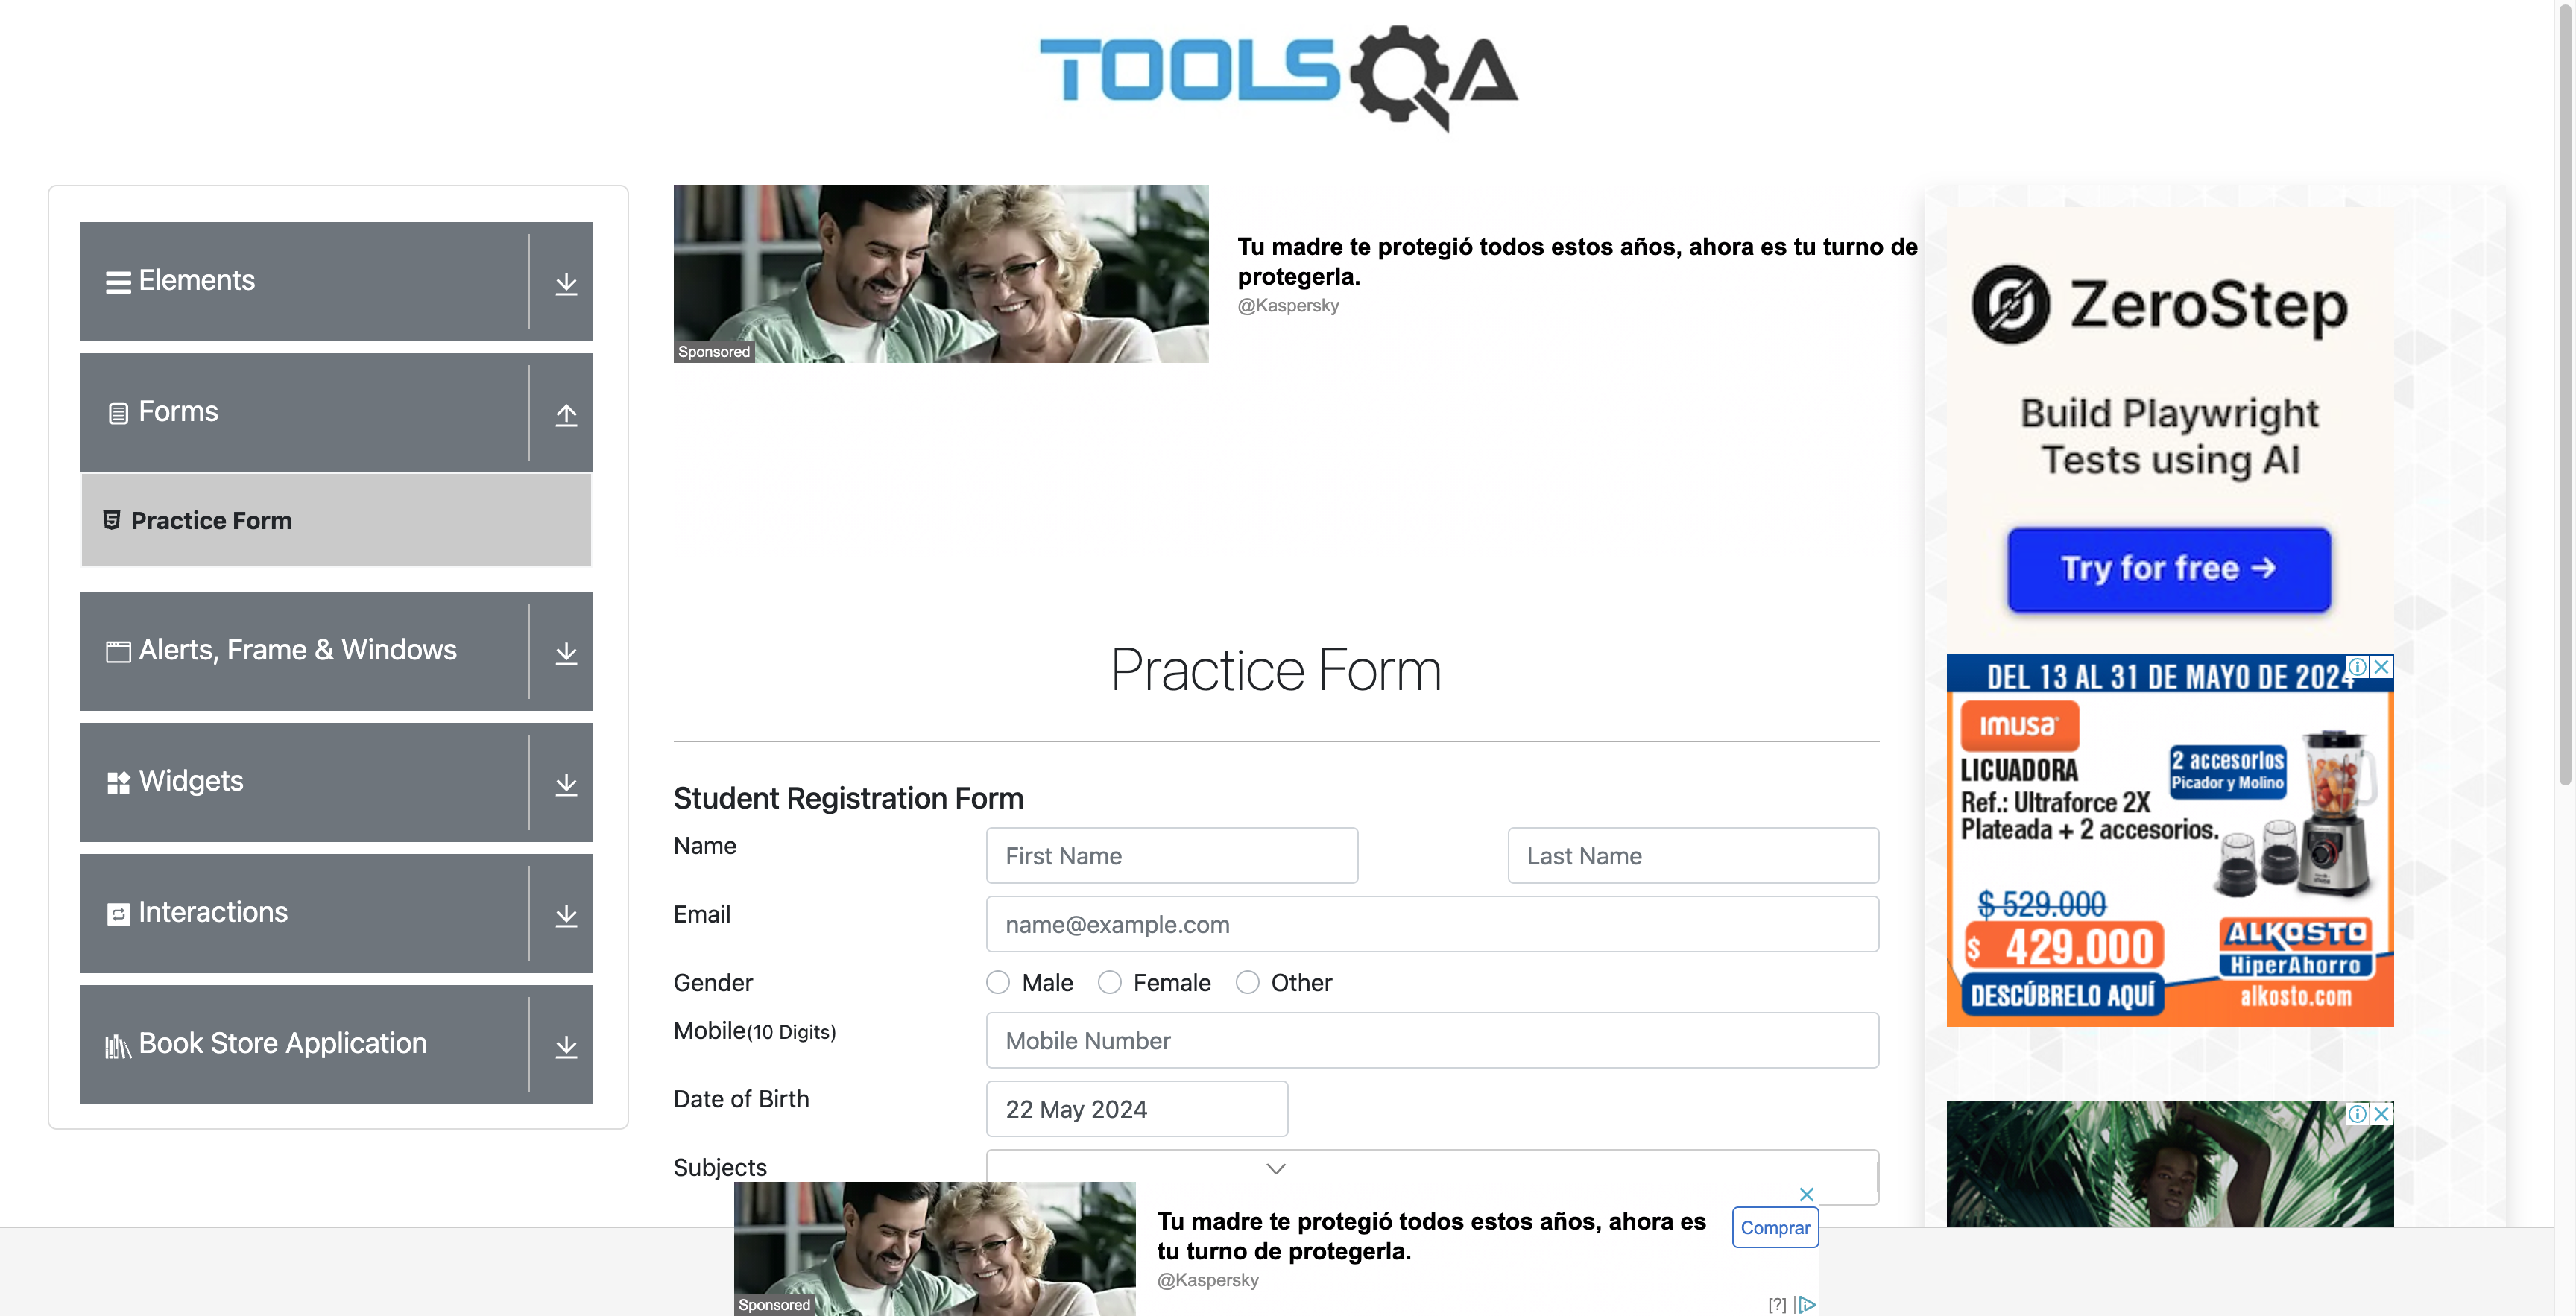 TOOLSQA
Elements
Forms
Practice Form
Alerts, Frame & Windows
Widgets
Interactions
Book Store Application
Sponsored
Tu madre te protegió todos estos años, ahora es tu turno de
protegerla.
@Kaspersky
Practice Form
Student Registration Form
Name
First Name
Last Name
Email
name@example.com
Gender
Male
Female
Other
Mobile(10 Digits)
Mobile Number
Date of Birth
22 May 2024
Subjects
Sponsored
Tu madre te protegió todos estos años, ahora es
tu turno de protegerla.
@Kaspersky
Comprar
[?]
ZeroStep
Build Playwright
Tests using AI
Try for free →
DEL 13 AL 31 DE MAYO DE 2024
IMUSA
LICUADORA
Ref.: Ultraforce 2X
Plateada + 2 accesorios.
2 accesorios
Picador y Molino
$ 529.000
$ 429.000
DESCÚBRELO AQUÍ
ALKOSTO
HiperAhorro
alkosto.com